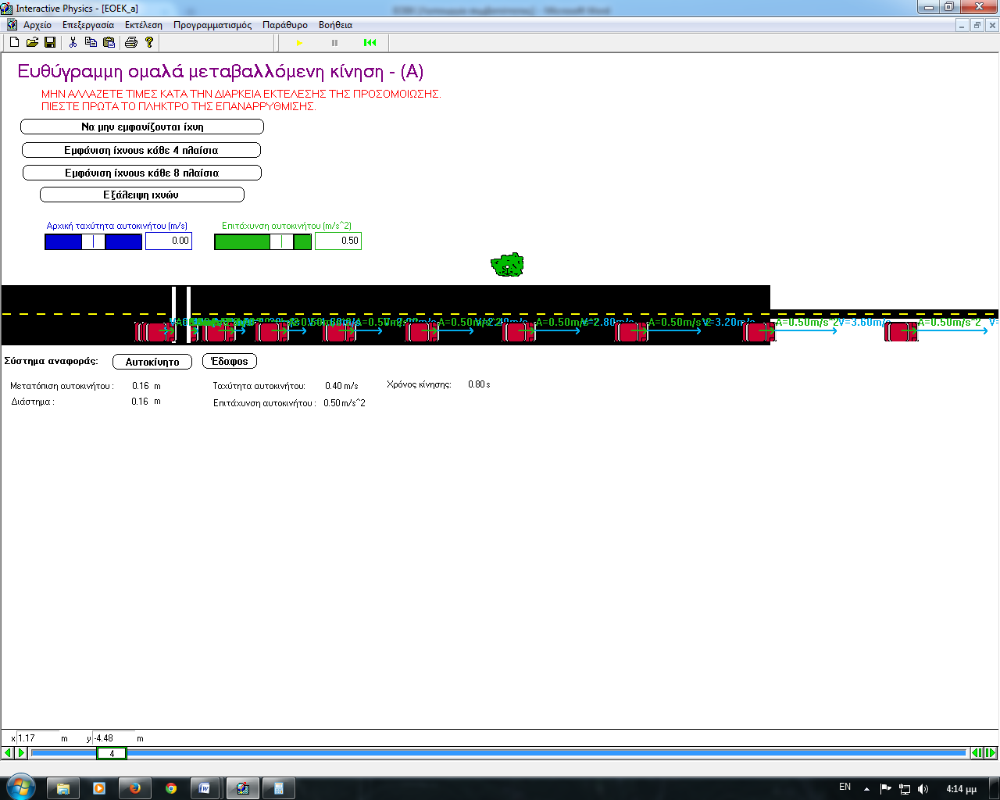 Interactive Physics - [EOEK_a]
Αρχείο Επεξεργασία Εκτέλεση Προγραμματισμός Παράθυρο Βοήθεια
Ευθύγραμμη ομαλά μεταβαλλόμενη κίνηση - (Α)
ΜΗΝ ΑΛΛΑΖΕΤΕ ΤΙΜΕΣ ΚΑΤΑ ΤΗΝ ΔΙΑΡΚΕΙΑ ΕΚΤΕΛΕΣΗΣ ΤΗΣ ΠΡΟΣΟΜΟΙΩΣΗΣ.
ΠΙΕΣΤΕ ΠΡΩΤΑ ΤΟ ΠΛΗΚΤΡΟ ΤΗΣ ΕΠΑΝΑΡΡΥΘΜΙΣΗΣ.
Να μην εμφανίζονται ίχνη
Εμφάνιση ίχνους κάθε 4 πλαίσια
Εμφάνιση ίχνους κάθε 8 πλαίσια
Εξάλειψη ιχνών
Αρχική ταχύτητα αυτοκινήτου (m/s) Επιτάχυνση αυτοκινήτου (m/s^2)
0.00 0.50
A=0.50m/s^2 V=2.80m/s A=0.50m/s^2 V=3.20m/s A=0.50m/s^2 V=3.60m/s A=0.50m/s^2 V=
Σύστημα αναφοράς: Αυτοκίνητο Έδαφος
Μετατόπιση αυτοκινήτου : 0.16 m Ταχύτητα αυτοκινήτου: 0.40 m/s Χρόνος κίνησης: 0.80 s
Διάστημα : 0.16 m Επιτάχυνση αυτοκινήτου : 0.50 m/s^2
x 1.17 m y -4.48 m
4
EN 4:14 μμ